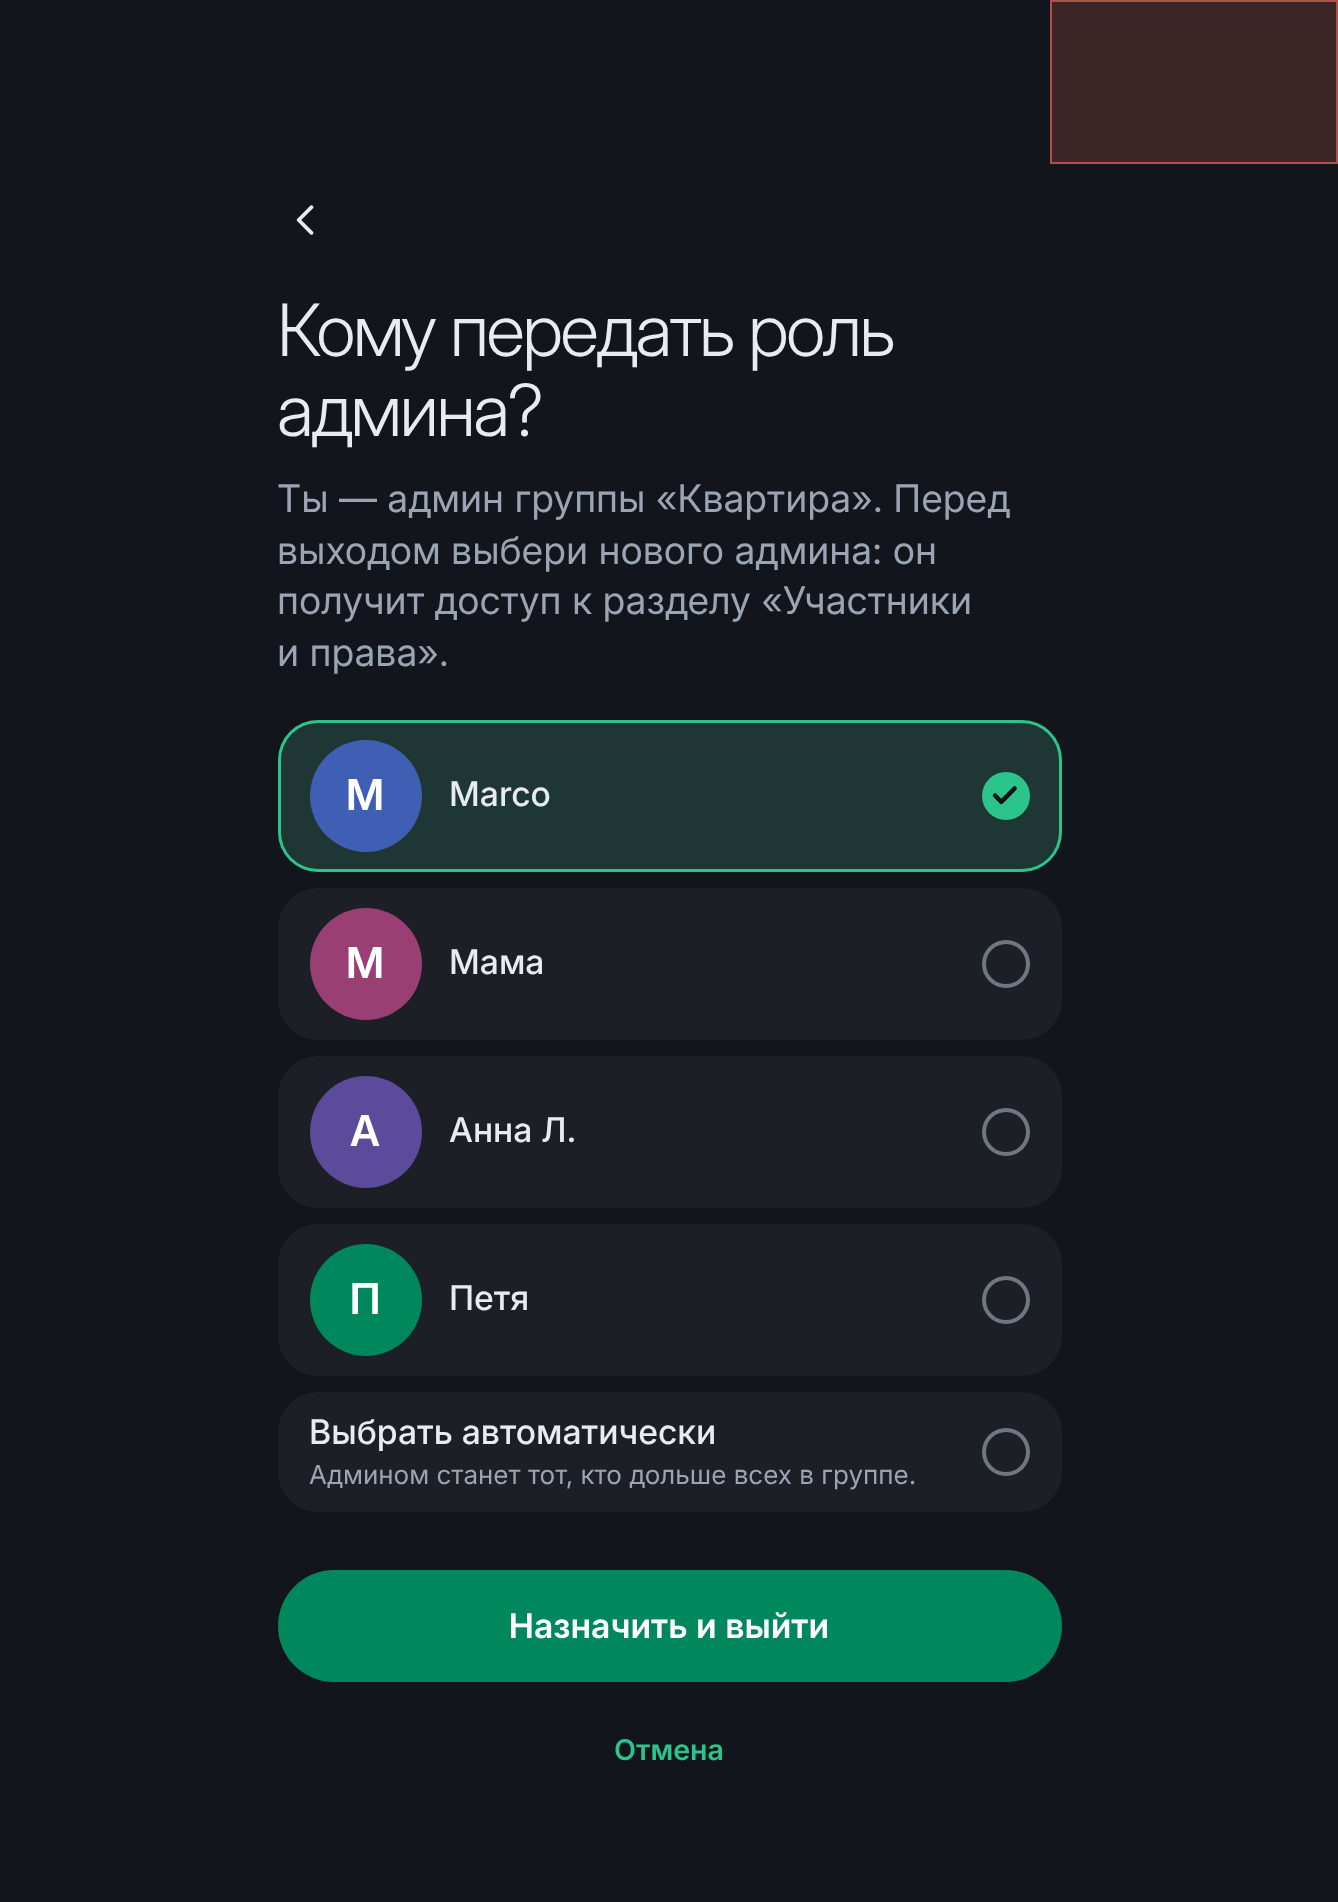 Кому передать роль
админа?
Ты — админ группы «Квартира». Перед
выходом выбери нового админа: он
получит доступ к разделу «Участники
и права».
M Marco
М Мама
А Анна Л.
П Петя
Выбрать автоматически
Админом станет тот, кто дольше всех в группе.
Назначить и выйти
Отмена